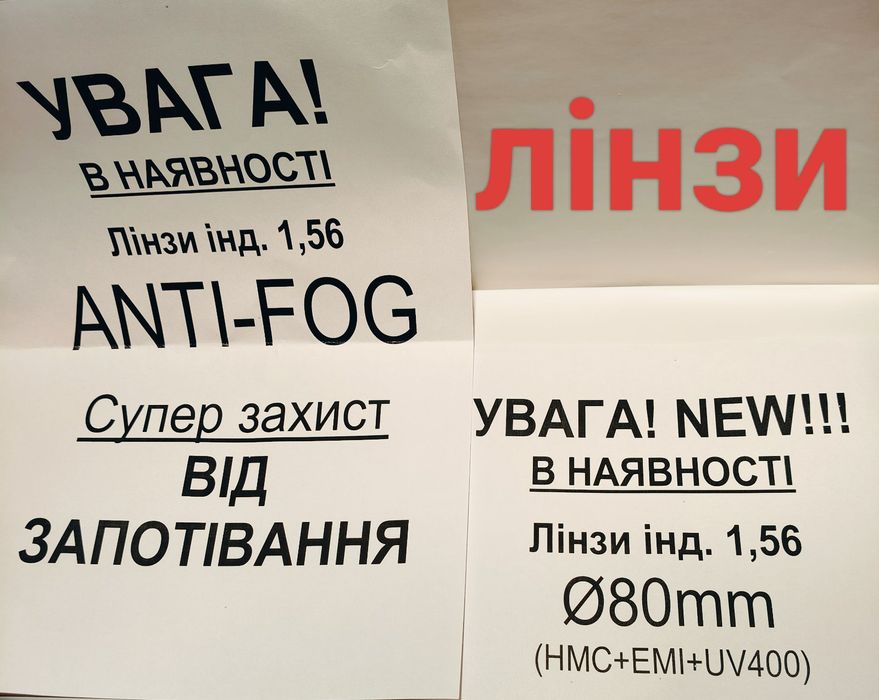 УВАГА!
В НАЯВНОСТІ
Лінзи інд. 1,56
ANTI-FOG
Супер захист
ВІД
ЗАПОТІВАННЯ
лінзи
УВАГА! NEW!!!
В НАЯВНОСТІ
Лінзи інд. 1,56
Ø80mm
(HMC+EMI+UV400)